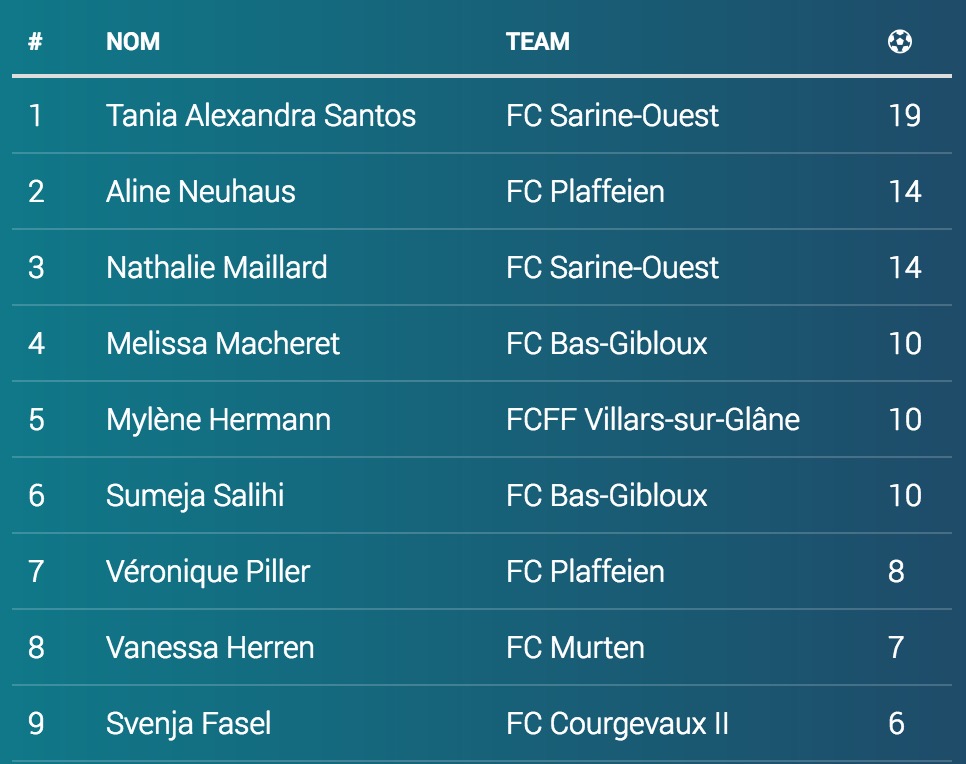 # NOM TEAM
1 Tania Alexandra Santos FC Sarine-Ouest 19
2 Aline Neuhaus FC Plaffeien 14
3 Nathalie Maillard FC Sarine-Ouest 14
4 Melissa Macheret FC Bas-Gibloux 10
5 Mylène Hermann FCFF Villars-sur-Glâne 10
6 Sumeja Salihi FC Bas-Gibloux 10
7 Véronique Piller FC Plaffeien 8
8 Vanessa Herren FC Murten 7
9 Svenja Fasel FC Courgevaux II 6